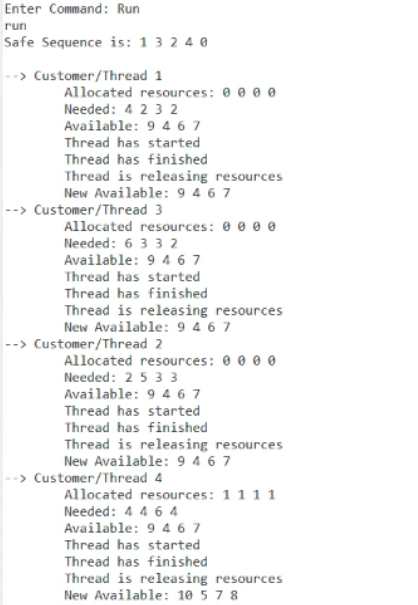 Enter Command: Run
run
Safe Sequence is: 1 3 2 4 0
--> Customer/Thread 1
Allocated resources: 0 0 0 0
Needed: 4 2 3 2
Available: 9 4 6 7
Thread has started
Thread has finished
Thread is releasing resources
New Available: 9 4 6 7
--> Customer/Thread 3
Allocated resources: 0 0 0 0
Needed: 6 3 3 2
Available: 9 4 6 7
Thread has started
Thread has finished
Thread is releasing resources
New Available: 9 4 6 7
--> Customer/Thread 2
Allocated resources: 0 0 0 0
Needed: 2 5 3 3
Available: 9 4 6 7
Thread has started
Thread has finished
Thread is releasing resources
New Available: 9 4 6 7
--> Customer/Thread 4
Allocated resources: 1 1 1 1
Needed: 4 4 6 4
Available: 9 4 6 7
Thread has started
Thread has finished
Thread is releasing resources
New Available: 10 5 7 8